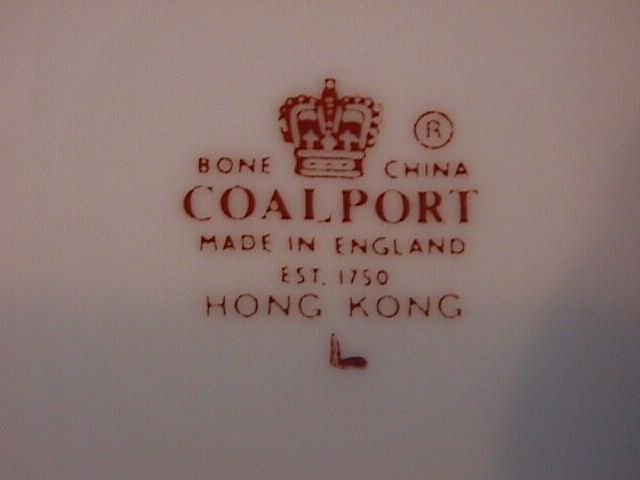 ®
BONE CHINA
COALPORT
MADE IN ENGLAND
EST. 1750
HONG KONG
L